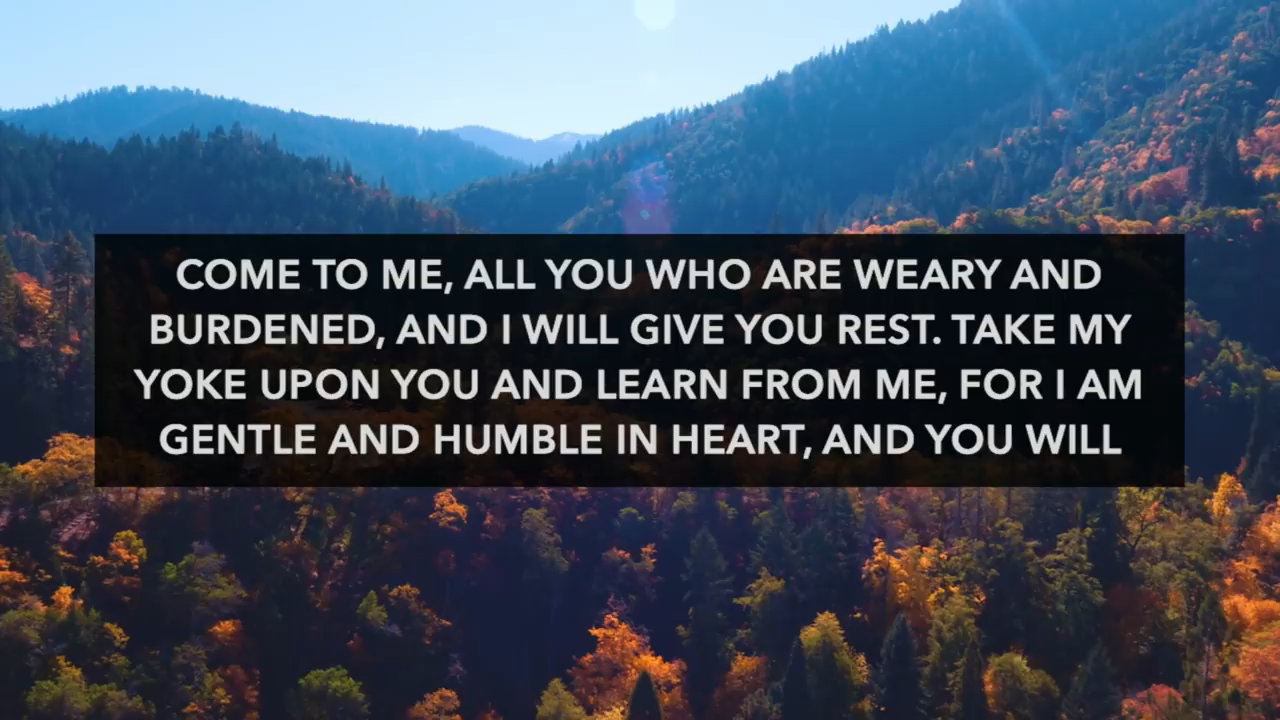 COME TO ME, ALL YOU WHO ARE WEARY AND
BURDENED, AND I WILL GIVE YOU REST. TAKE MY
YOKE UPON YOU AND LEARN FROM ME, FOR I AM
GENTLE AND HUMBLE IN HEART, AND YOU WILL